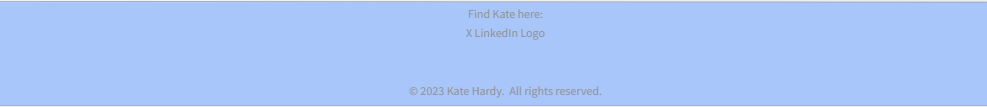 Find Kate here:
X LinkedIn Logo
© 2023 Kate Hardy.  All rights reserved.